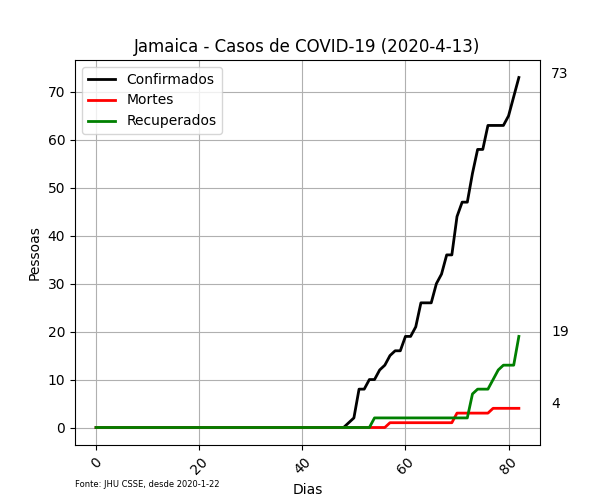 Jamaica - Casos de COVID-19 (2020-4-13)
Confirmados
Mortes
Recuperados
73
19
4
70
60
50
40
30
20
10
0
Pessoas
0
20
40
60
80
Dias
Fonte: JHU CSSE, desde 2020-1-22